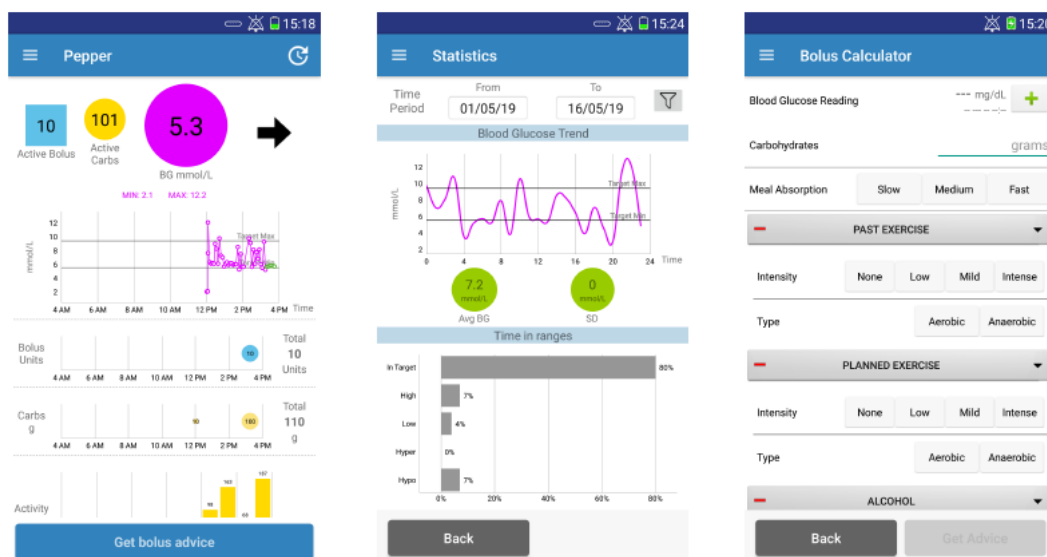 15:18
Pepper
10
101
5.3
Active Bolus
Active
Carbs
BG mmol/L
MIN: 2.1 MAX: 12.2
12
10
8
6
4
2
mmol/L
Target Max
4 AM 6 AM 8 AM 10 AM 12 PM 2 PM 4 PM Time
Bolus
Units
10
Total
10
Units
4 AM 6 AM 8 AM 10 AM 12 PM 2 PM 4 PM
Carbs
g
10
100
Total
110
g
4 AM 6 AM 8 AM 10 AM 12 PM 2 PM 4 PM
Activity
163
Get bolus advice
15:24
Statistics
Time
Period
From
01/05/19
To
16/05/19
Blood Glucose Trend
12
10
8
6
4
2
mmol/L
Target Max
Target Min
0 4 8 12 16 20 24 Time
7.2
mmol/L
Avg BG
0
mmol/L
SD
Time in ranges
In Target 80%
High 7%
Low 4%
Hyper 0%
Hypo 7%
0% 20% 40% 60% 80%
Back
Bolus Calculator
Blood Glucose Reading
--- mg/dL
Carbohydrates
grams
Meal Absorption Slow Medium Fast
PAST EXERCISE
Intensity None Low Mild Intense
Type Aerobic Anaerobic
PLANNED EXERCISE
Intensity None Low Mild Intense
Type Aerobic Anaerobic
ALCOHOL
Back Get Advice